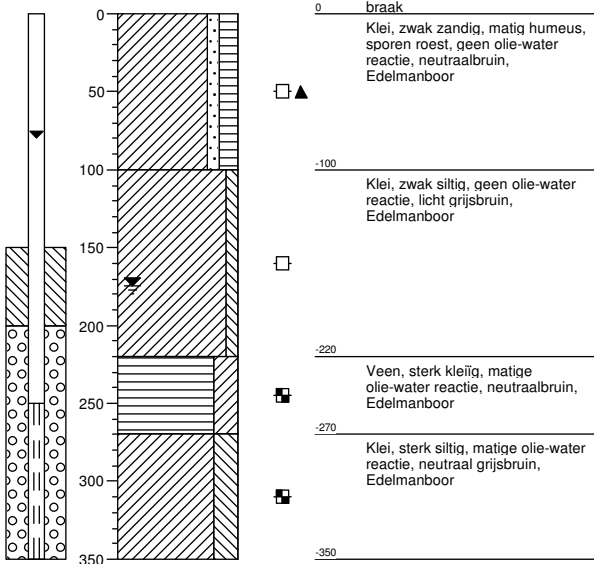 0
50
100
150
200
250
300
350
0 braak
Klei, zwak zandig, matig humeus,
sporen roest, geen olie-water
reactie, neutraalbruin,
Edelmanboor
-100
Klei, zwak siltig, geen olie-water
reactie, licht grijsbruin,
Edelmanboor
-220
Veen, sterk kleiïg, matige
olie-water reactie, neutraalbruin,
Edelmanboor
-270
Klei, sterk siltig, matige olie-water
reactie, neutraal grijsbruin,
Edelmanboor
-350